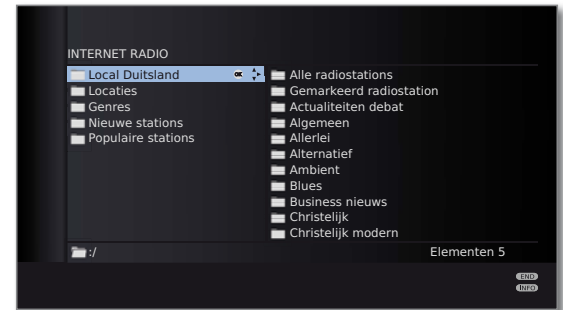 INTERNET RADIO
Local Duitsland OK
Locaties
Genres
Nieuwe stations
Populaire stations
Alle radiostations
Gemarkeerd radiostation
Actualiteiten debat
Algemeen
Allerlei
Alternatief
Ambient
Blues
Business nieuws
Christelijk
Christelijk modern
:/
Elementen 5
END
INFO